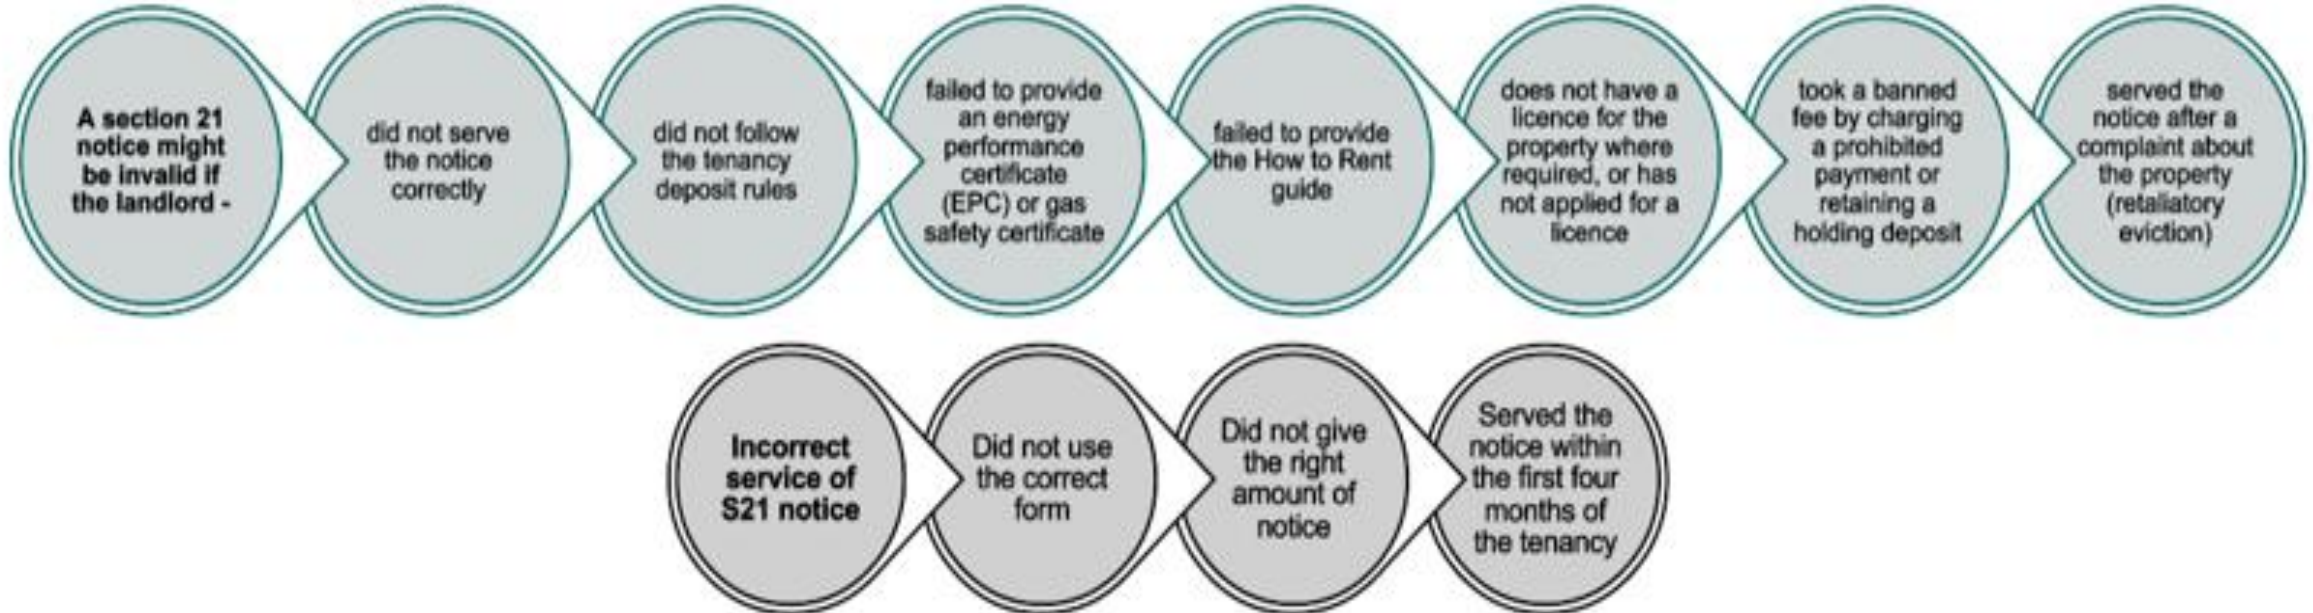 A section 21
notice might
be invalid if
the landlord -
did not serve
the notice
correctly
did not follow
the tenancy
deposit rules
failed to provide
an energy
performance
certificate
(EPC) or gas
safety certificate
failed to provide
the How to Rent
guide
does not have a
licence for the
property where
required, or has
not applied for a
licence
took a banned
fee by charging
a prohibited
payment or
retaining a
holding deposit
served the
notice after a
complaint about
the property
(retaliatory
eviction)
Incorrect
service of
S21 notice
Did not use
the correct
form
Did not give
the right
amount of
notice
Served the
notice within
the first four
months of
the tenancy